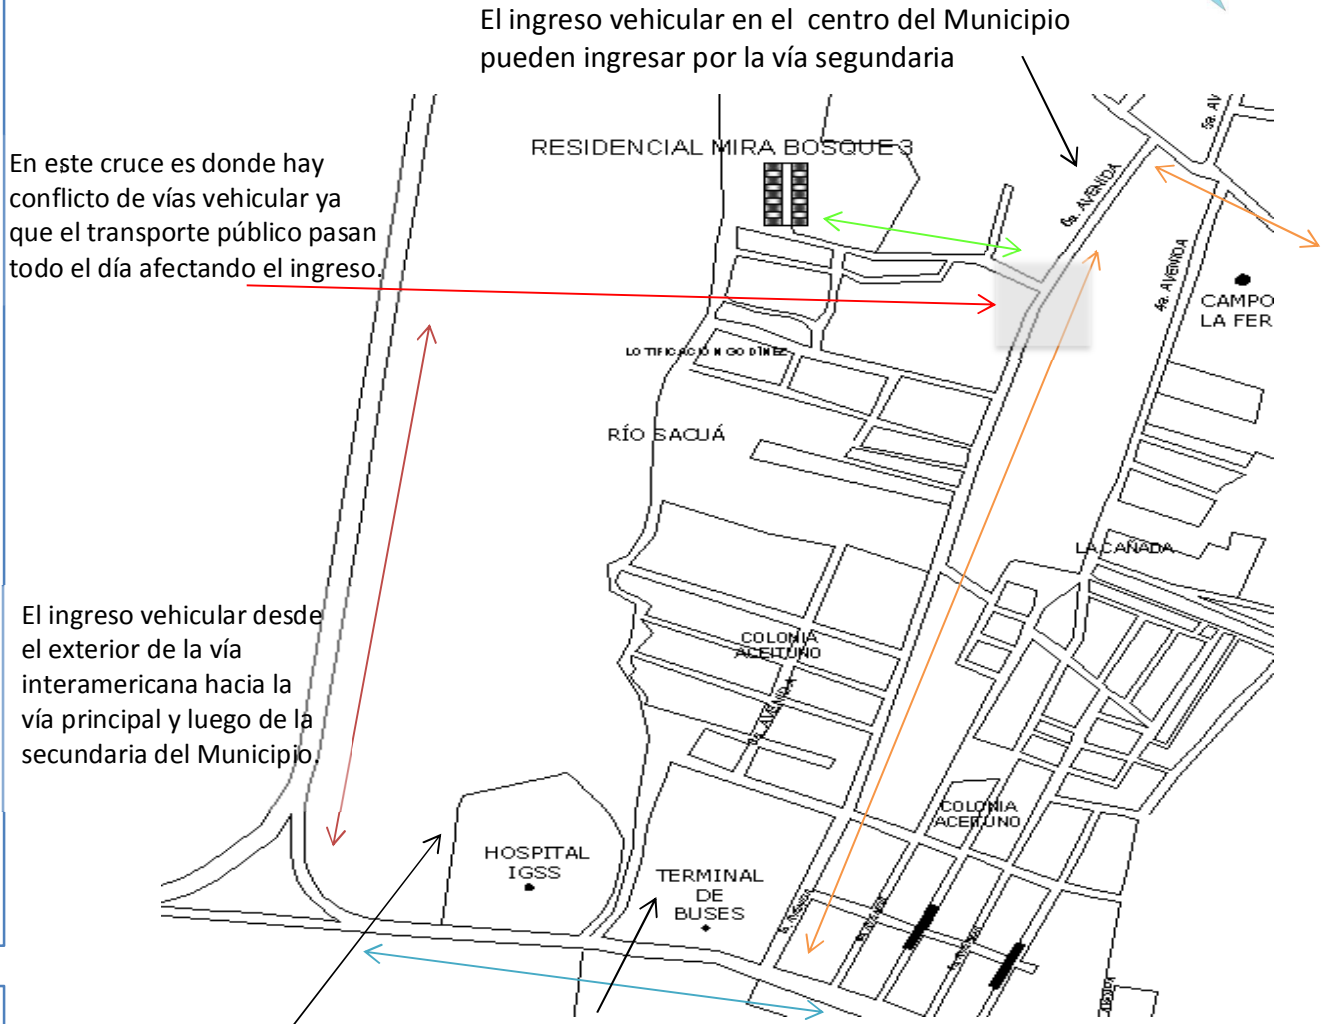 El ingreso vehicular en el centro del Municipio
pueden ingresar por la vía segundaria
En este cruce es donde hay
conflicto de vías vehicular ya
que el transporte público pasan
todo el día afectando el ingreso.
RESIDENCIAL MIRA BOSQUE 3
5a. AV
6a. AVENIDA
4a. AVENIDA
CAMPO
LA FER
LOTIFICACIÓN GODÍNEZ
RÍO SACUÁ
LA CAÑADA
El ingreso vehicular desde
el exterior de la vía
interamericana hacia la
vía principal y luego de la
secundaria del Municipio.
COLONIA
ACEITUNO
AVENIDA
COLONIA
ACEITUNO
HOSPITAL
IGSS
TERMINAL
DE
BUSES